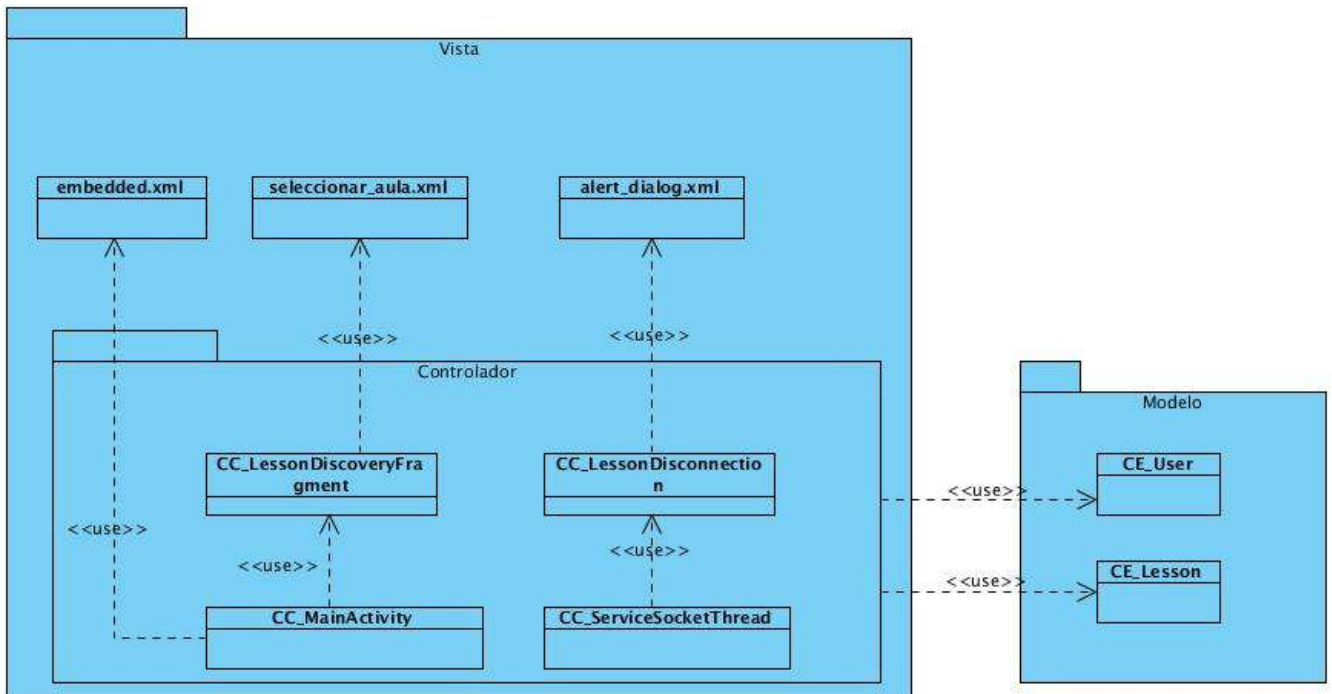 Vista
embedded.xml
seleccionar_aula.xml
alert_dialog.xml
<<use>>
<<use>>
Controlador
Modelo
CC_LessonDiscoveryFra
gment
CC_LessonDisconnectio
n
CE_User
<<use>>
<<use>>
<<use>>
<<use>>
CE_Lesson
<<use>>
CC_MainActivity
CC_ServiceSocketThread